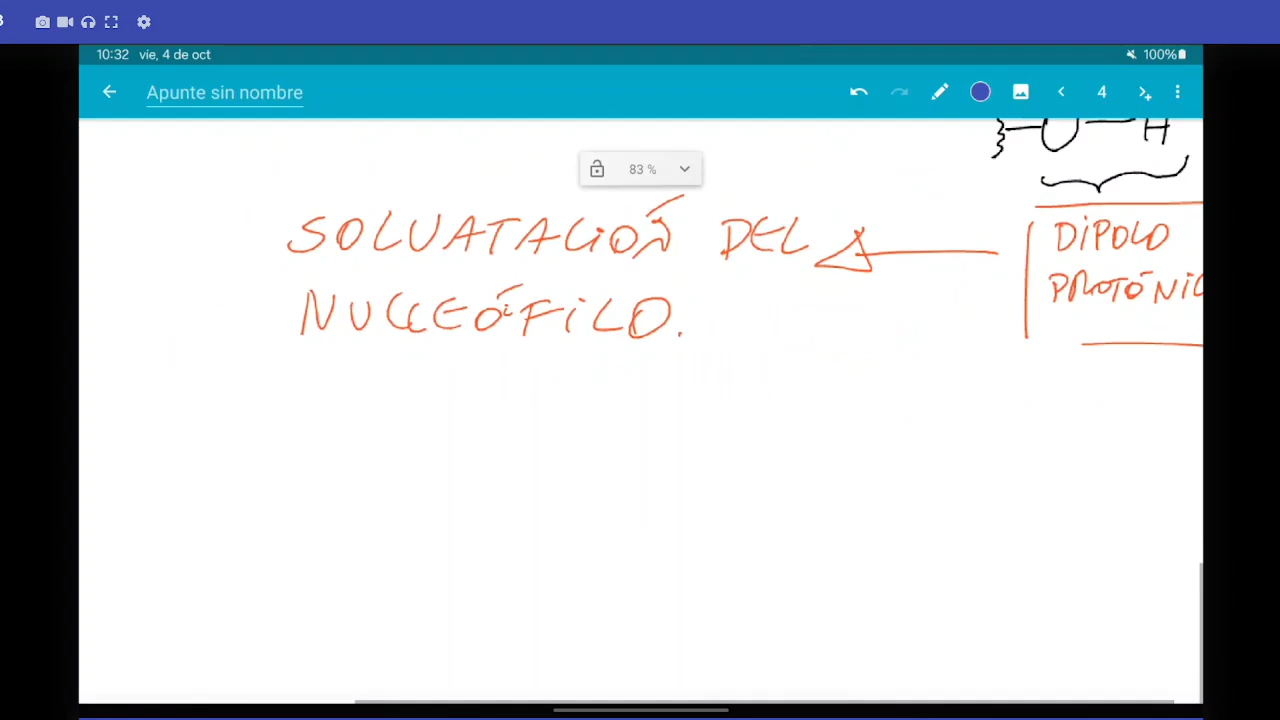 10:32 vie, 4 de oct
100%
Apunte sin nombre
4
83 %
O — H
SOLVATACIÓN DEL
NUCLEÓFILO.
DIPOLO
PROTÓNIC